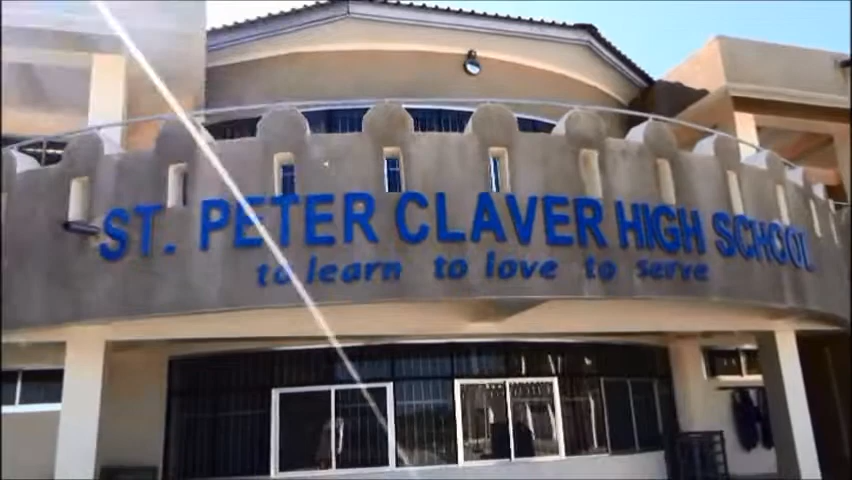 ST. PETER CLAVER HIGH SCHOOL
to learn to love to serve